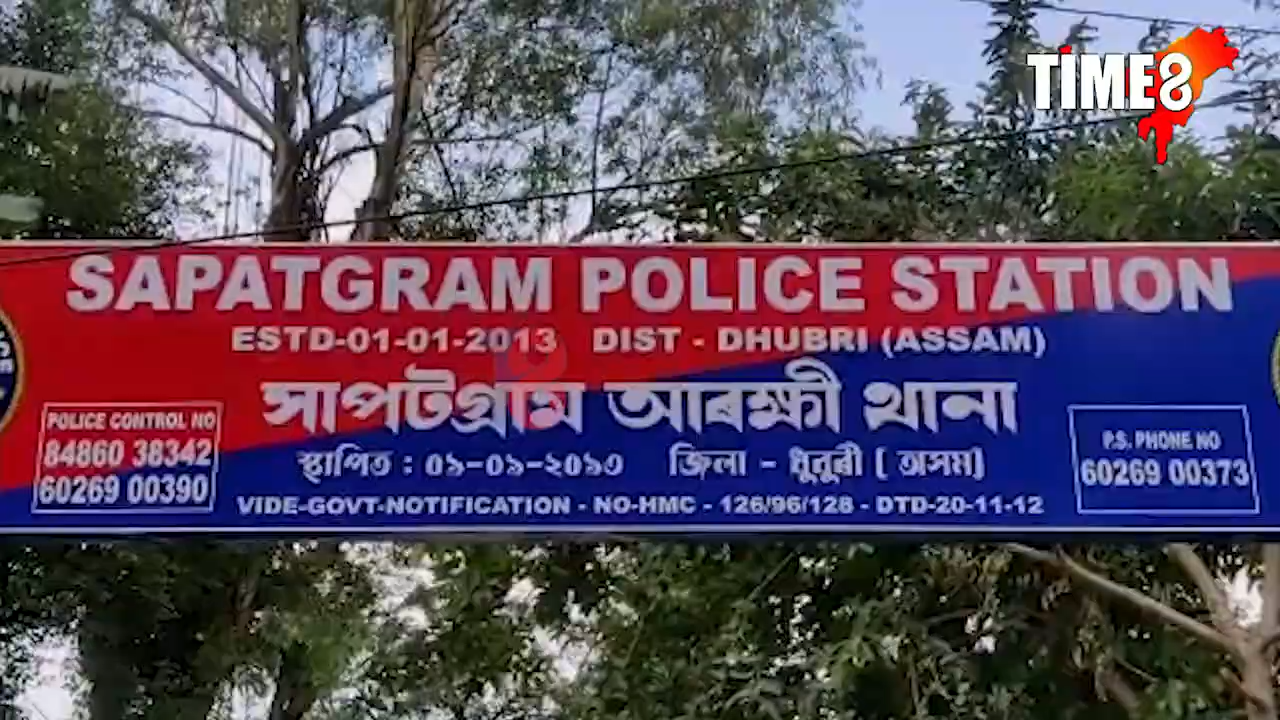 TIME8
SAPATGRAM POLICE STATION
ESTD-01-01-2013 DIST - DHUBRI (ASSAM)
সাপটগ্ৰাম আৰক্ষী থানা
POLICE CONTROL NO
84860 38342
60269 00390
স্থাপিত : ০১-০১-২০১৩ জিলা - ধুবুৰী ( অসম)
P.S. PHONE NO
60269 00373
VIDE-GOVT-NOTIFICATION - NO-HMC - 126/96/128 - DTD-20-11-12